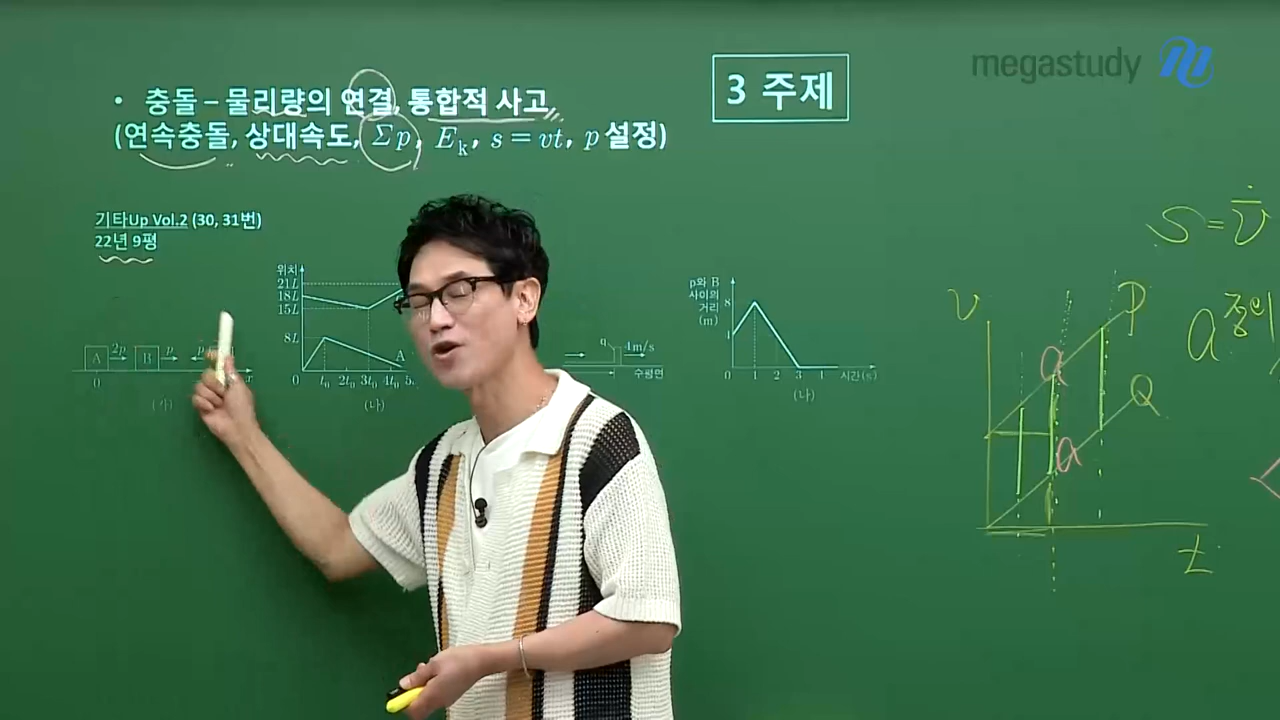 megastudy
3 주제
• 충돌 – 물리량의 연결, 통합적 사고
(연속충돌, 상대속도, Σp, Eₖ, s = vt, p 설정)
기타Up Vol.2 (30, 31번)
22년 9평
A 2p B p p
0 x
(가)
위치
21L
18L
15L
8L
A
0 t₀ 2t₀ 3t₀ 4t₀ 5
(나)
q 4m/s
수평면
p와 B
사이의
거리
(m)
8
0 1 2 3 4 시간(s)
(나)
s = v̄
v
P
a
Q
a
t
a 정의